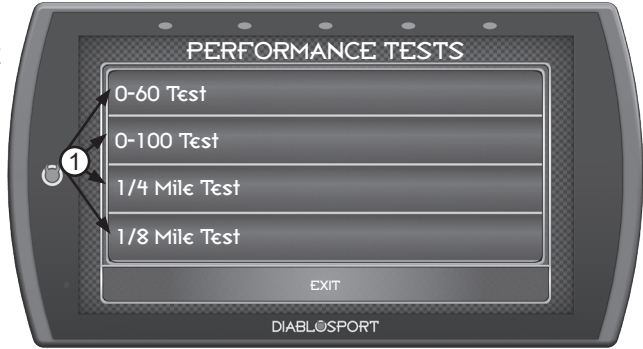 PERFORMANCE TESTS
0-60 Test
0-100 Test
1
1/4 Mile Test
1/8 Mile Test
EXIT
DIABLOSPORT